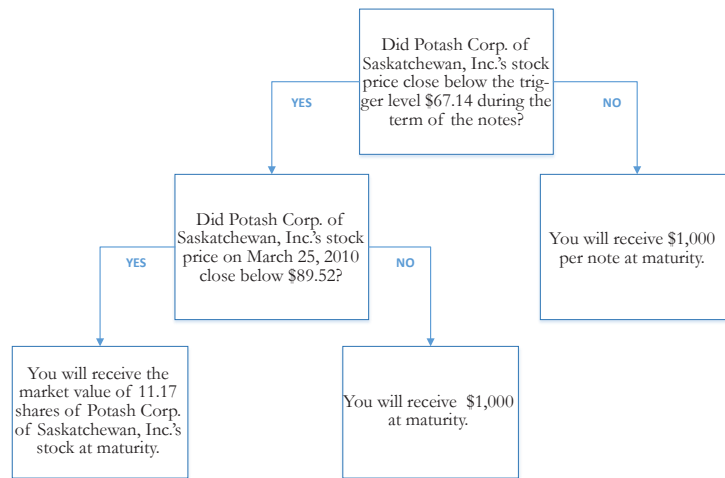 Did Potash Corp. of
Saskatchewan, Inc.'s stock
price close below the trig-
ger level $67.14 during the
term of the notes?
YES
NO
Did Potash Corp. of
Saskatchewan, Inc.'s stock
price on March 25, 2010
close below $89.52?
You will receive $1,000
per note at maturity.
YES
NO
You will receive the
market value of 11.17
shares of Potash Corp.
of Saskatchewan, Inc.'s
stock at maturity.
You will receive $1,000
at maturity.